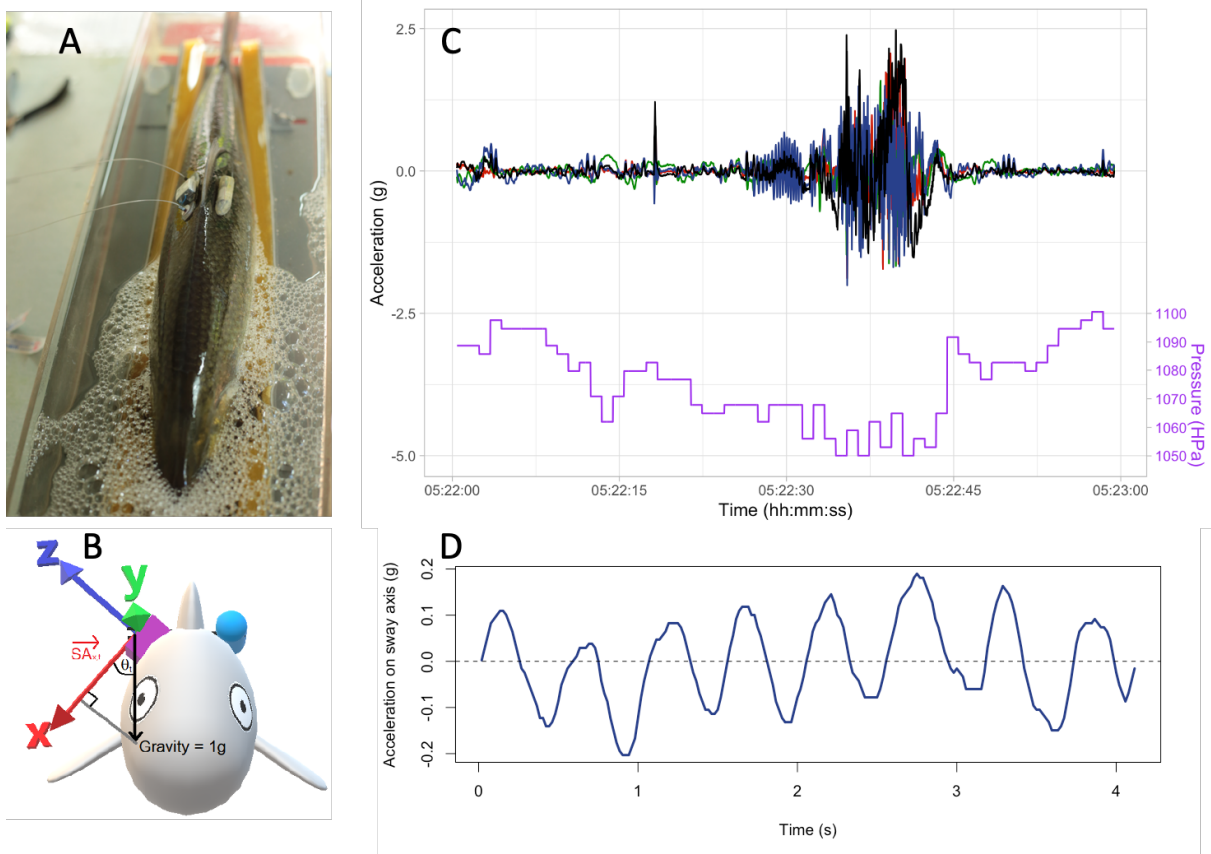 A
C
2.5
0.0
-2.5
-5.0
Acceleration (g)
1100
1090
1080
1070
1060
1050
Pressure (HPa)
05:22:00
05:22:15
05:22:30
05:22:45
05:23:00
Time (hh:mm:ss)
B
z
y
x
θ
Gravity = 1g
D
0.2
0.1
0.0
-0.1
-0.2
Acceleration on sway axis (g)
0
1
2
3
4
Time (s)